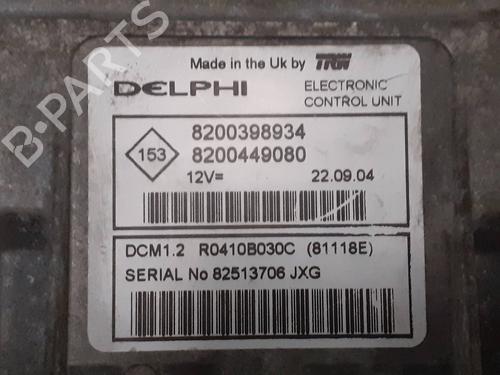 Made in the Uk by TRW
DELPHI
ELECTRONIC
CONTROL UNIT
153
8200398934
8200449080
12V=
22.09.04
DCM1.2 R0410B030C (81118E)
SERIAL No 82513706 JXG
B-PARTS